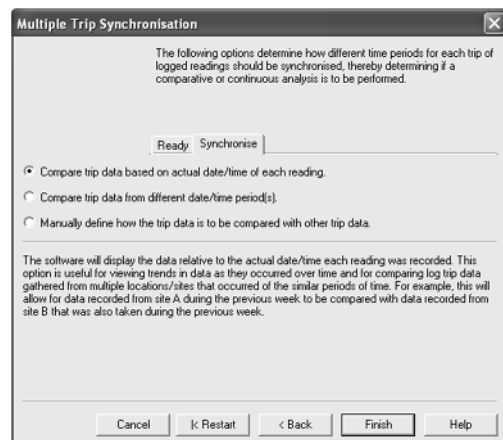 Multiple Trip Synchronisation
The following options determine how different time periods for each trip of
logged readings should be synchronised, thereby determining if a
comparative or continuous analysis is to be performed.
Ready Synchronise
Compare trip data based on actual date/time of each reading.
Compare trip data from different date/time period(s).
Manually define how the trip data is to be compared with other trip data.
The software will display the data relative to the actual date/time each reading was recorded. This
option is useful for viewing trends in data as they occurred over time and for comparing log trip data
gathered from multiple locations/sites that occurred of the similar periods of time. For example, this will
allow for data recorded from site A during the previous week to be compared with data recorded from
site B that was also taken during the previous week.
Cancel |< Restart < Back Finish Help